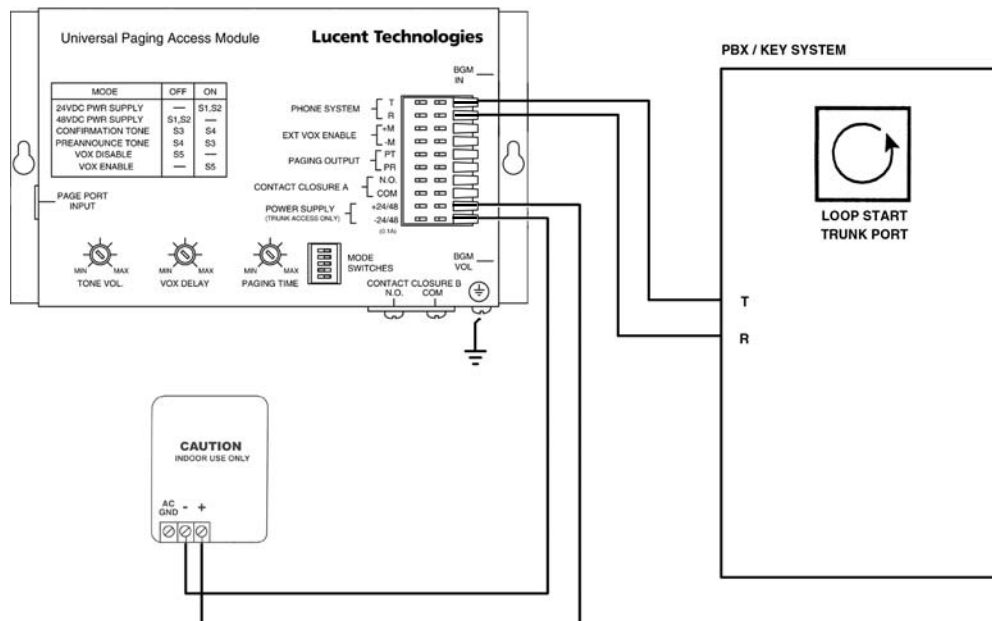 Universal Paging Access Module
Lucent Technologies
BGM
IN
MODE OFF ON
24VDC PWR SUPPLY — S1,S2
48VDC PWR SUPPLY S1,S2 —
CONFIRMATION TONE S3 S4
PREANNOUNCE TONE S4 S3
VOX DISABLE S5 —
VOX ENABLE — S5
PHONE SYSTEM
T
R
EXT VOX ENABLE
+M
-M
PAGING OUTPUT
PT
PR
CONTACT CLOSURE A
N.O.
COM
POWER SUPPLY
(TRUNK ACCESS ONLY)
+24/48
-24/48
(0.1A)
PAGE PORT
INPUT
MIN MAX
TONE VOL.
MIN MAX
VOX DELAY
MIN MAX
PAGING TIME
MODE
SWITCHES
BGM
VOL
CONTACT CLOSURE B
N.O. COM
PBX / KEY SYSTEM
LOOP START
TRUNK PORT
T
R
CAUTION
INDOOR USE ONLY
AC
GND - +